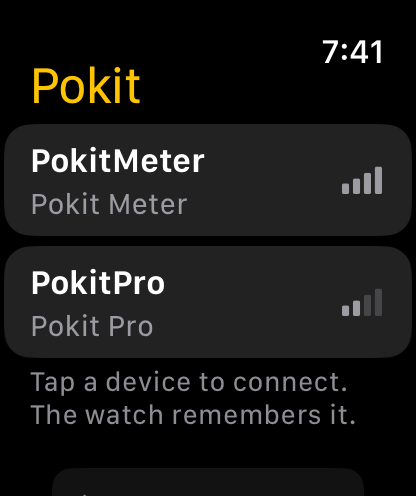 7:41
Pokit
PokitMeter
Pokit Meter
PokitPro
Pokit Pro
Tap a device to connect.
The watch remembers it.